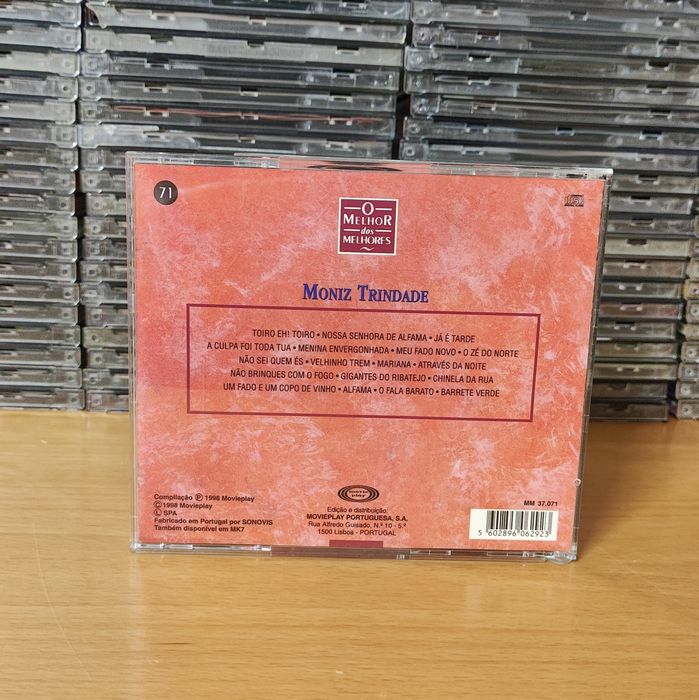 71
O
MELHOR
dos
MELHORES
MONIZ TRINDADE
TOIRO EH! TOIRO • NOSSA SENHORA DE ALFAMA • JÁ É TARDE
A CULPA FOI TODA TUA • MENINA ENVERGONHADA • MEU FADO NOVO • O ZÉ DO NORTE
NÃO SEI QUEM ÉS • VELHINHO TREM • MARIANA • ATRAVÉS DA NOITE
NÃO BRINQUES COM O FOGO • GIGANTES DO RIBATEJO • CHINELA DA RUA
UM FADO E UM COPO DE VINHO • ALFAMA • O FALA BARATO • BARRETE VERDE
Compilação Ⓟ 1998 Movieplay
© 1998 Movieplay
Ⓛ SPA
Fabricado em Portugal por SONOVIS
Também disponível em MK7
movie
play
Edição e distribuição:
MOVIEPLAY PORTUGUESA, S.A.
Rua Alfredo Guisado, N.º 10 - 5.º
1500 Lisboa - PORTUGAL
MM 37.071
5 602896 062923